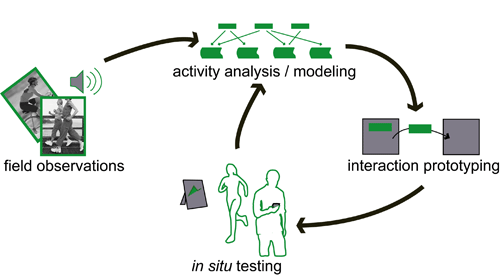 activity analysis / modeling
field observations
interaction prototyping
in situ testing